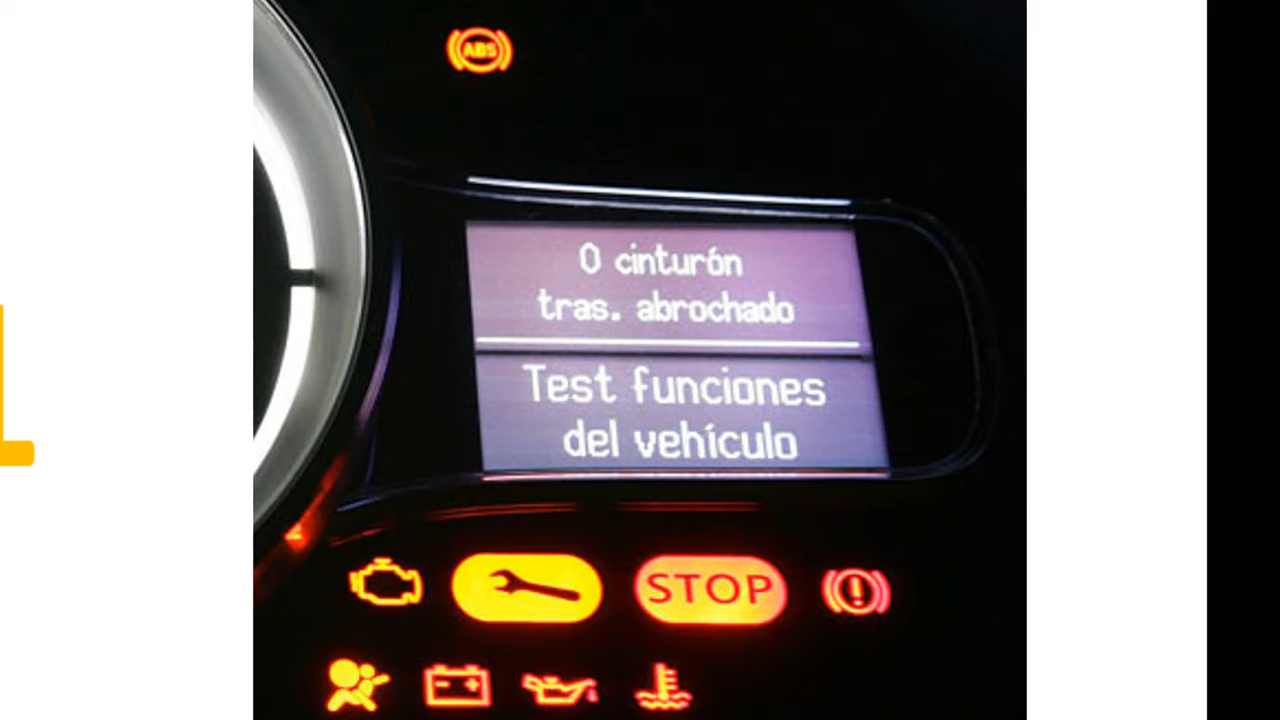 ABS
0 cinturón
tras. abrochado
Test funciones
del vehículo
STOP